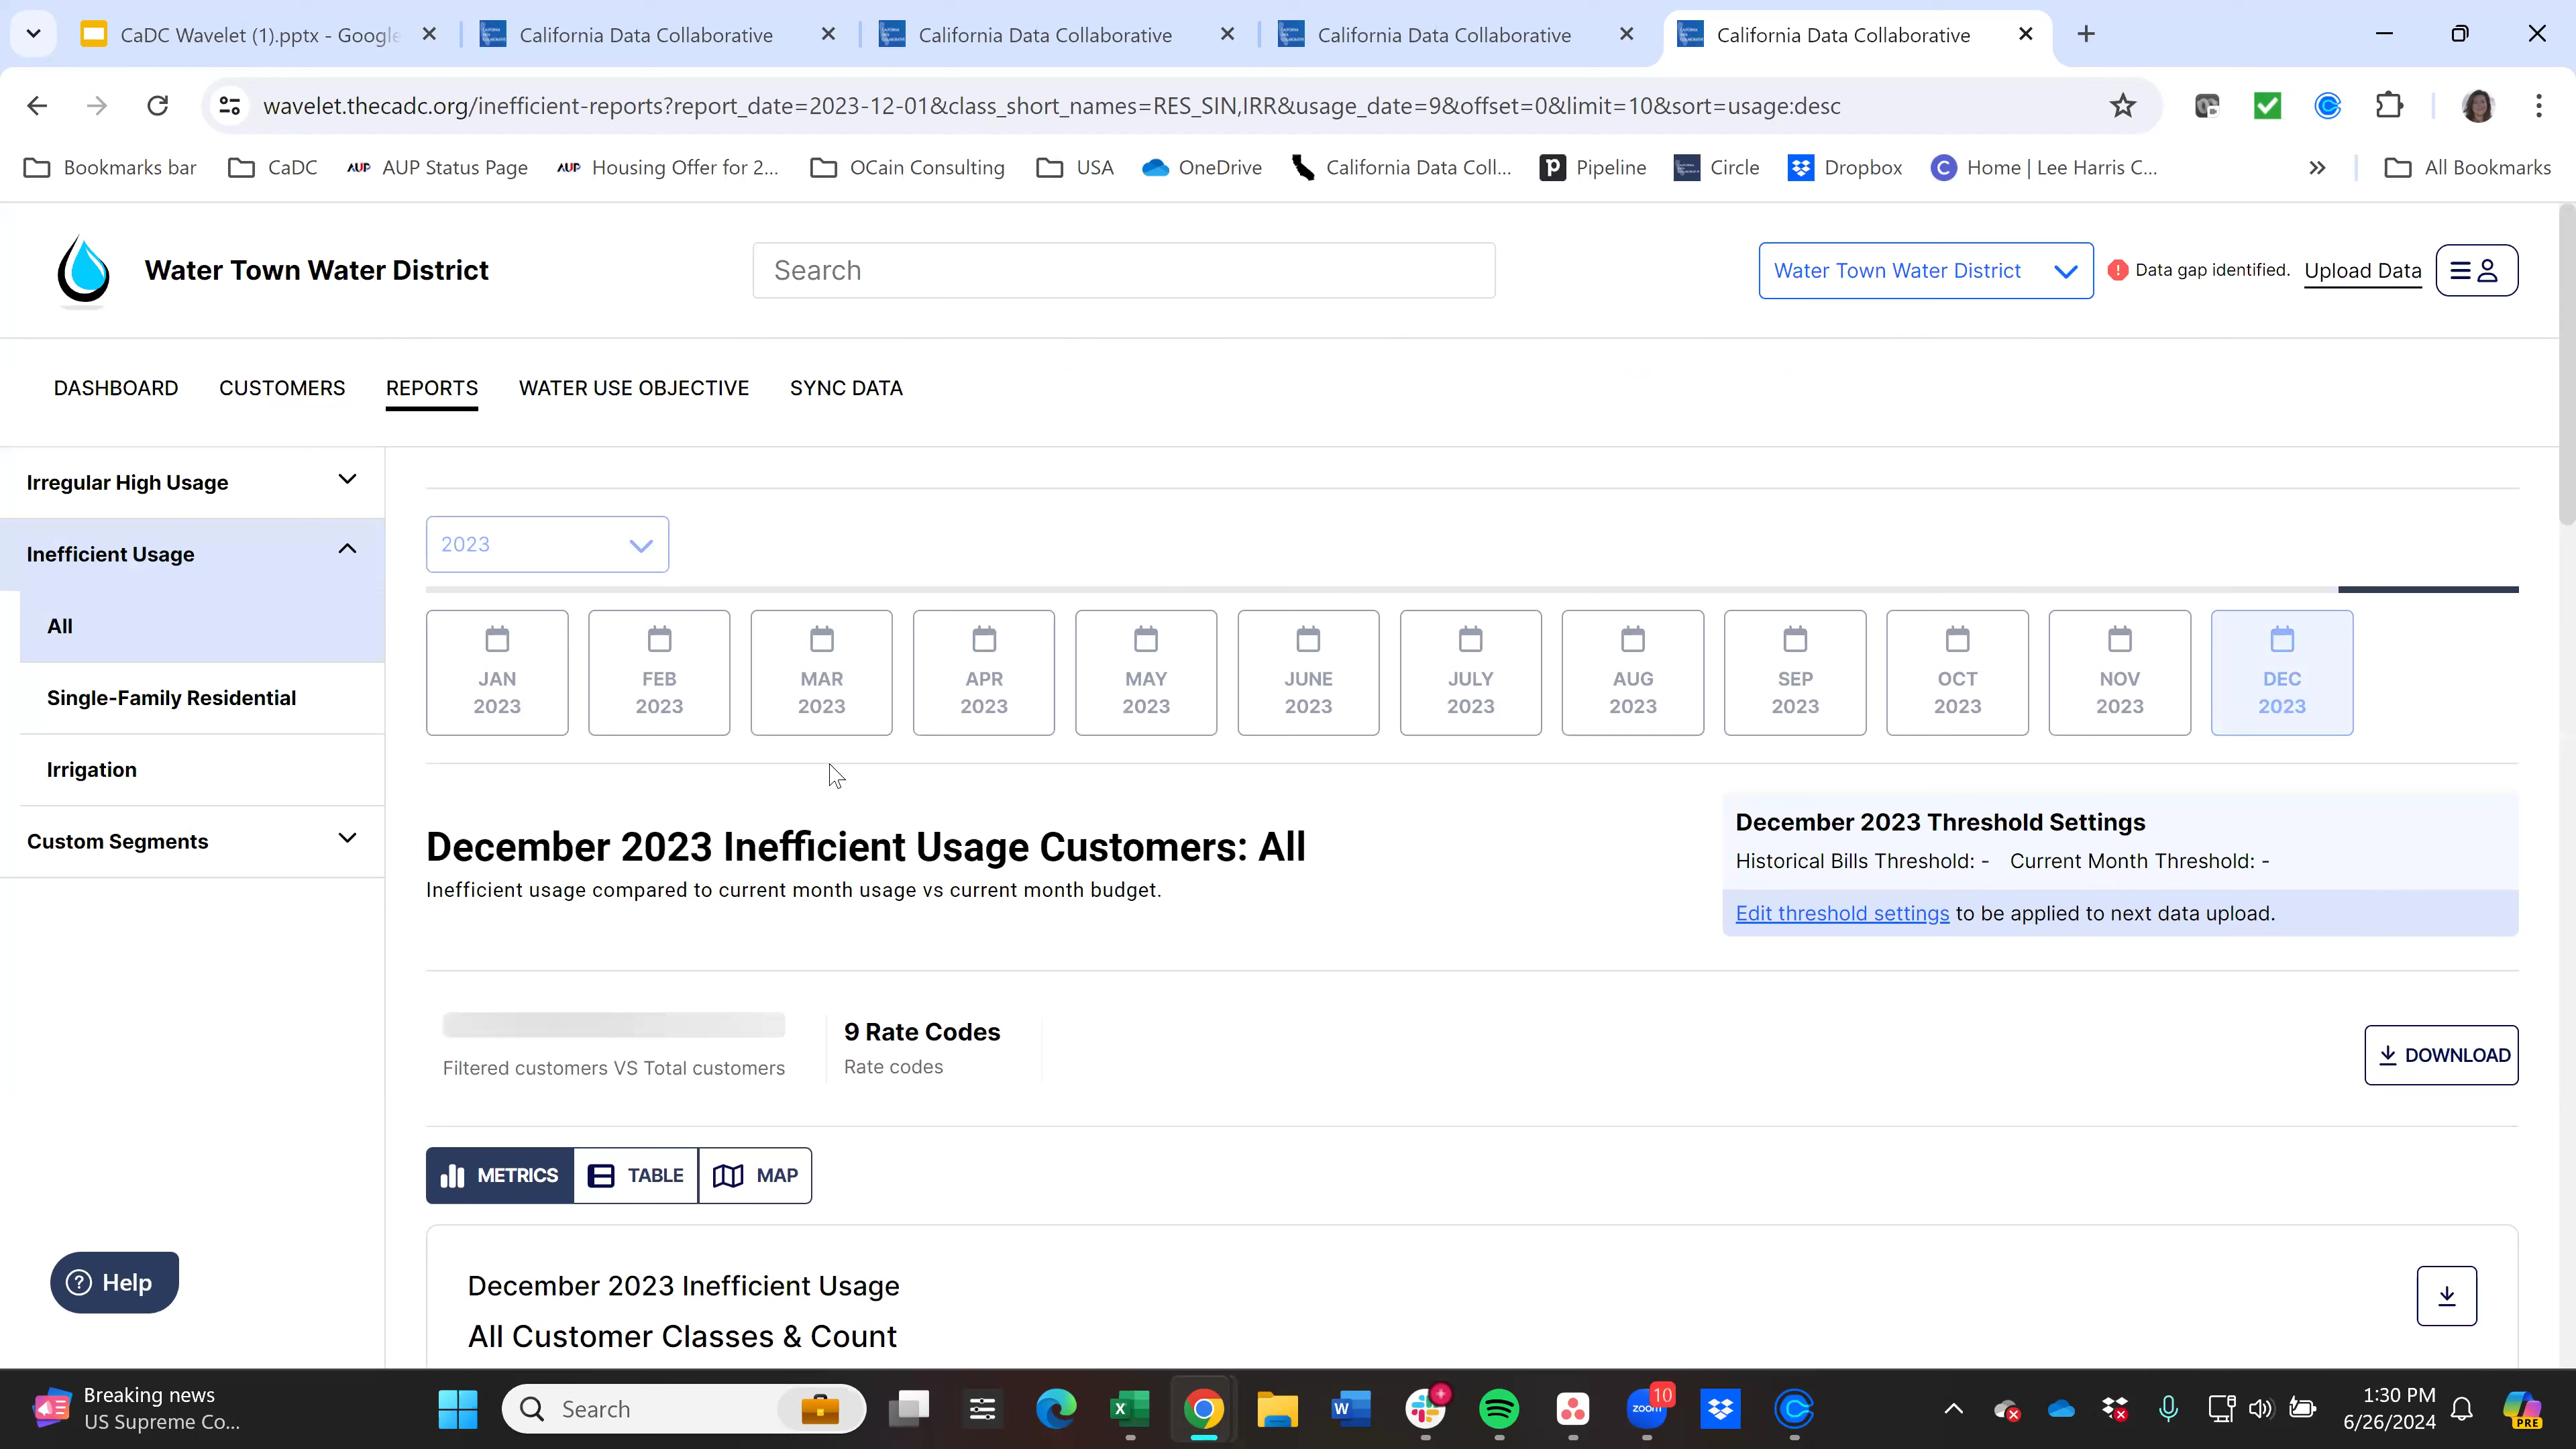 CaDC Wavelet (1).pptx - Google
California Data Collaborative
California Data Collaborative
California Data Collaborative
California Data Collaborative
wavelet.thecadc.org/inefficient-reports?report_date=2023-12-01&class_short_names=RES_SIN,IRR&usage_date=9&offset=0&limit=10&sort=usage:desc
Bookmarks bar
CaDC
AUP AUP Status Page
AUP Housing Offer for 2...
OCain Consulting
USA
OneDrive
California Data Coll...
Pipeline
Circle
Dropbox
Home | Lee Harris C...
All Bookmarks
Water Town Water District
Search
Water Town Water District
Data gap identified.
Upload Data
DASHBOARD
CUSTOMERS
REPORTS
WATER USE OBJECTIVE
SYNC DATA
Irregular High Usage
Inefficient Usage
All
Single-Family Residential
Irrigation
Custom Segments
2023
JAN
2023
FEB
2023
MAR
2023
APR
2023
MAY
2023
JUNE
2023
JULY
2023
AUG
2023
SEP
2023
OCT
2023
NOV
2023
DEC
2023
December 2023 Inefficient Usage Customers: All
Inefficient usage compared to current month usage vs current month budget.
December 2023 Threshold Settings
Historical Bills Threshold: - Current Month Threshold: -
Edit threshold settings to be applied to next data upload.
Filtered customers VS Total customers
9 Rate Codes
Rate codes
DOWNLOAD
METRICS
TABLE
MAP
December 2023 Inefficient Usage
All Customer Classes & Count
Help
Breaking news
US Supreme Co...
Search
zoom
10
1:30 PM
6/26/2024
PRE